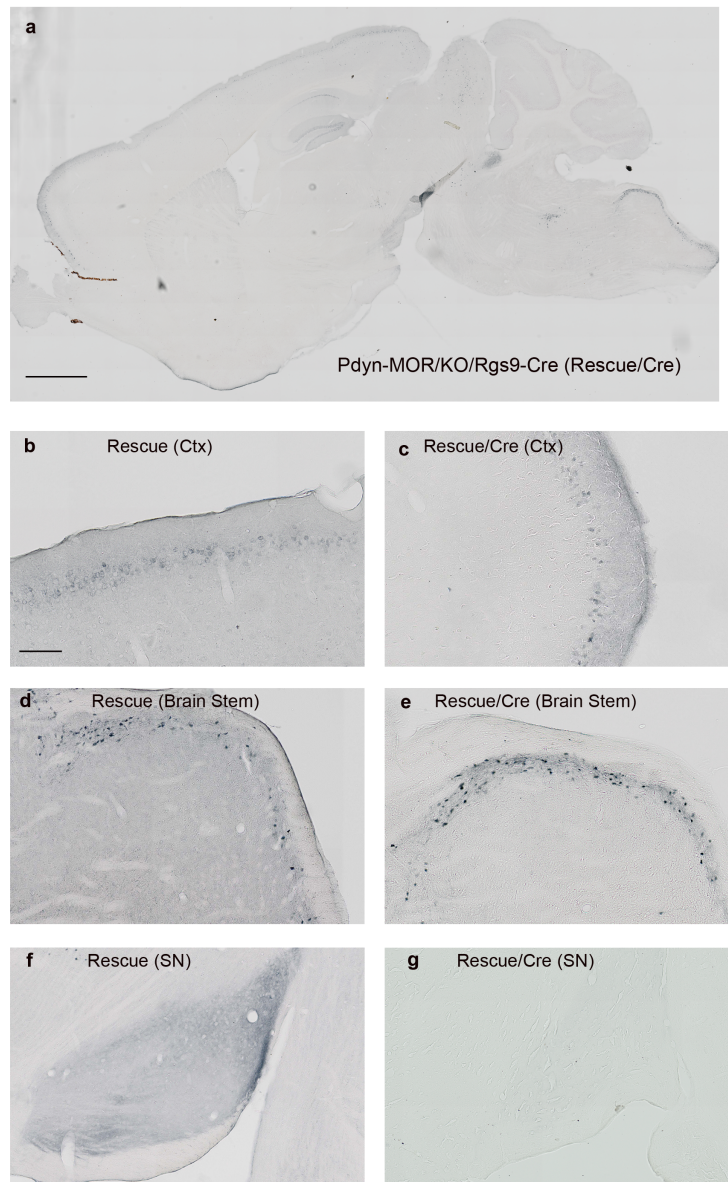 a
Pdyn-MOR/KO/Rgs9-Cre (Rescue/Cre)
b Rescue (Ctx)
c Rescue/Cre (Ctx)
d Rescue (Brain Stem)
e Rescue/Cre (Brain Stem)
f Rescue (SN)
g Rescue/Cre (SN)